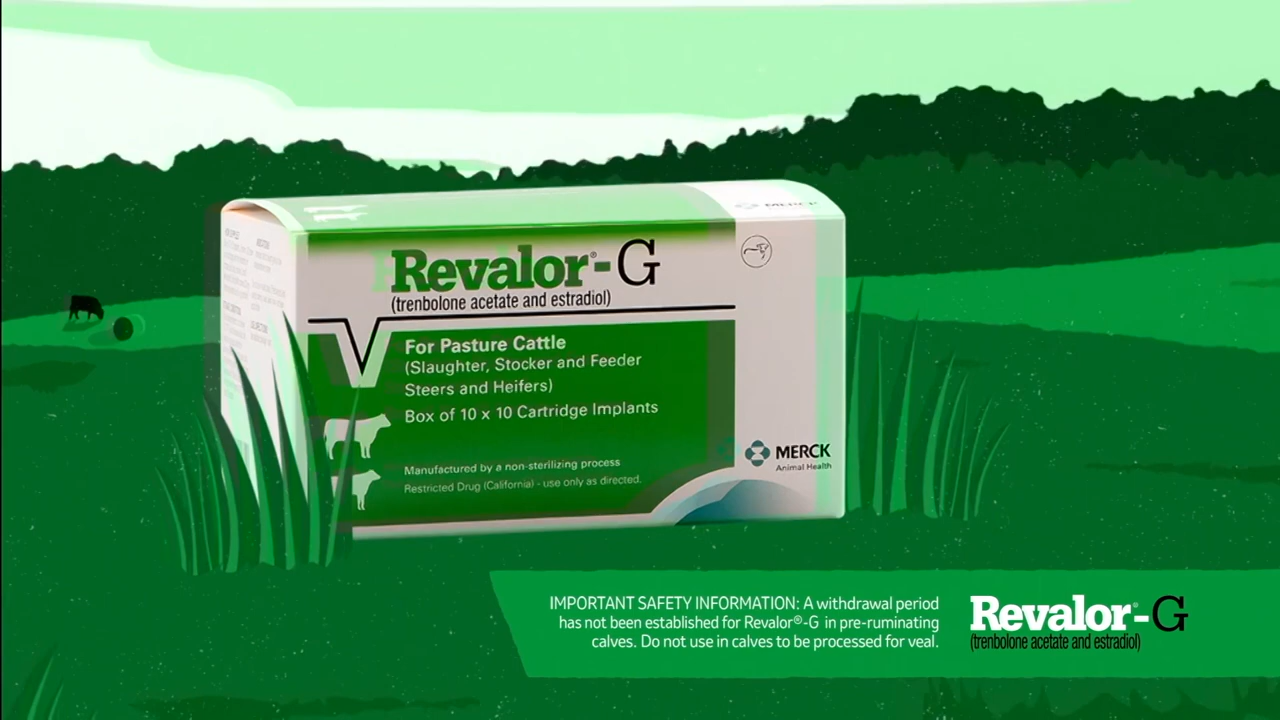 MERCK
Revalor®-G
(trenbolone acetate and estradiol)
For Pasture Cattle
(Slaughter, Stocker and Feeder
Steers and Heifers)
Box of 10 x 10 Cartridge Implants
Manufactured by a non-sterilizing process
Restricted Drug (California) - use only as directed.
MERCK
Animal Health
IMPORTANT SAFETY INFORMATION: A withdrawal period
has not been established for Revalor®-G in pre-ruminating
calves. Do not use in calves to be processed for veal.
Revalor®-G
(trenbolone acetate and estradiol)